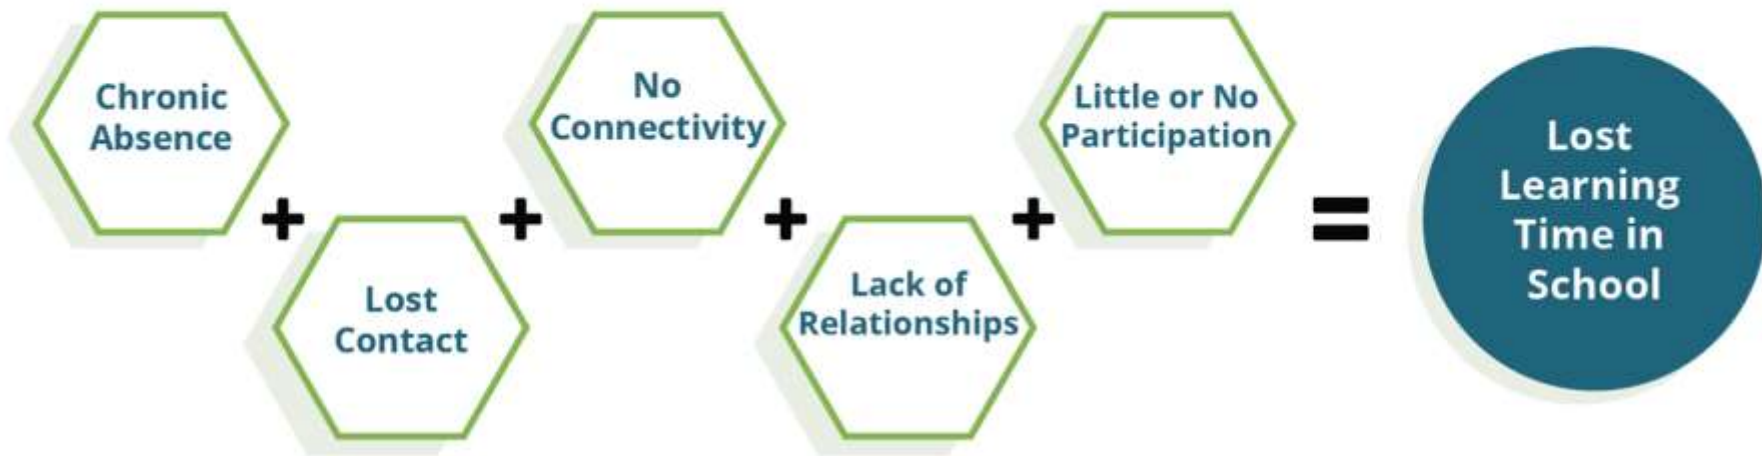 Chronic
Absence
+
Lost
Contact
+
No
Connectivity
+
Lack of
Relationships
+
Little or No
Participation
=
Lost
Learning
Time in
School